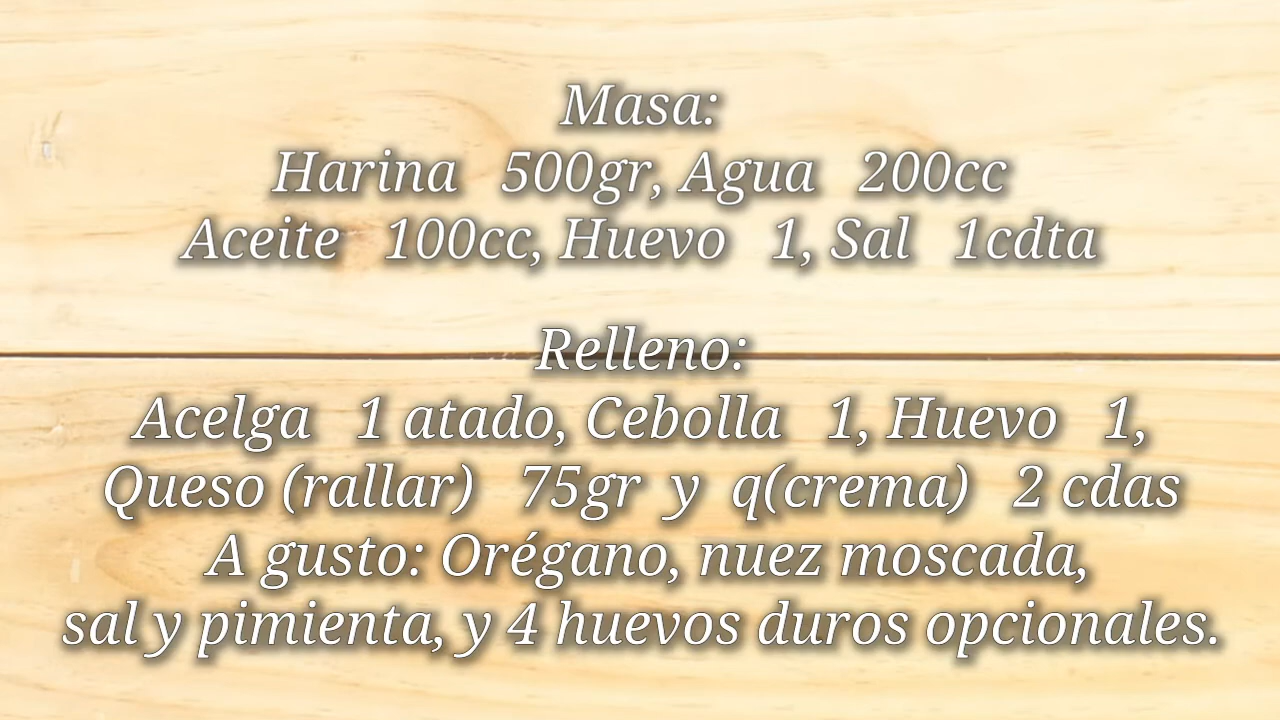 Masa:
Harina 500gr, Agua 200cc
Aceite 100cc, Huevo 1, Sal 1cdta
Relleno:
Acelga 1 atado, Cebolla 1, Huevo 1,
Queso (rallar) 75gr y q(crema) 2 cdas
A gusto: Orégano, nuez moscada,
sal y pimienta, y 4 huevos duros opcionales.